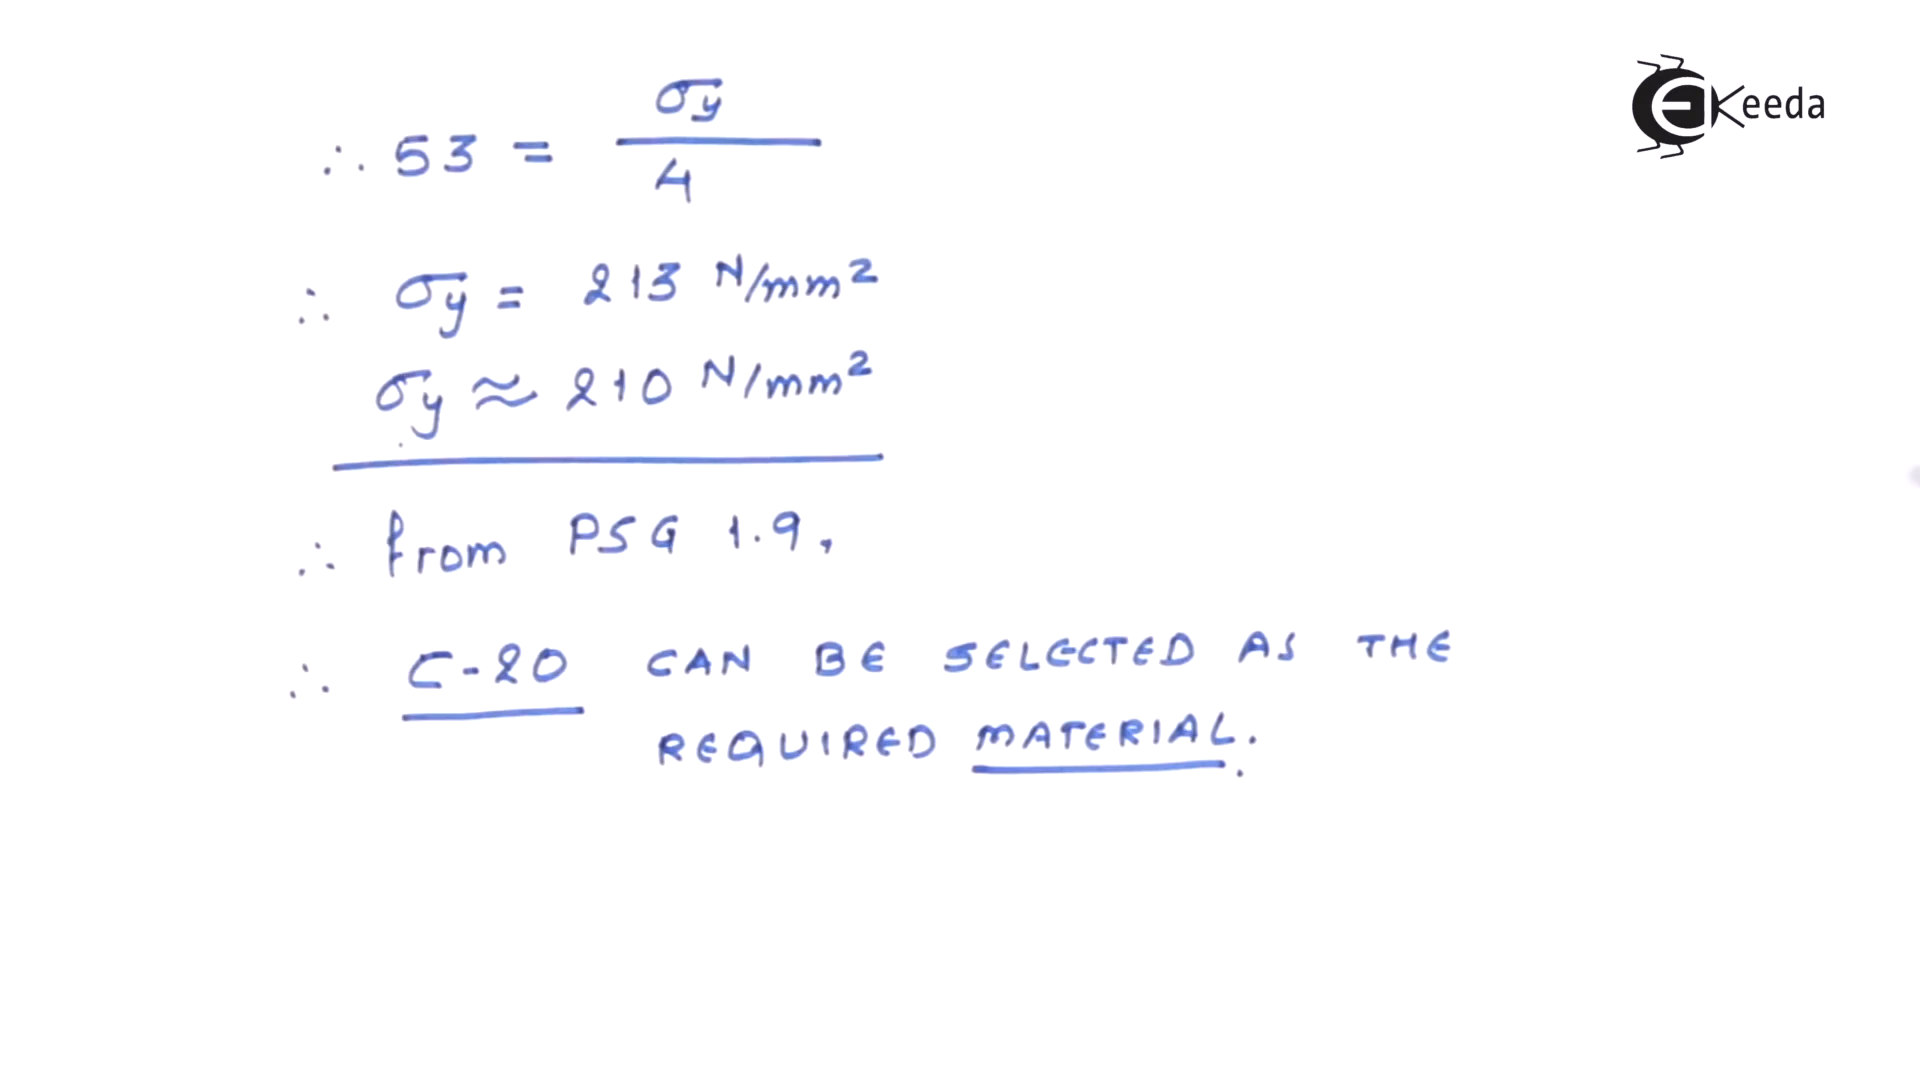 ∴ 53 = σy / 4
∴ σy = 213 N/mm²
σy ≈ 210 N/mm²
∴ from PSG 1.9,
∴ C-20 CAN BE SELECTED AS THE
REQUIRED MATERIAL.
EKeeda